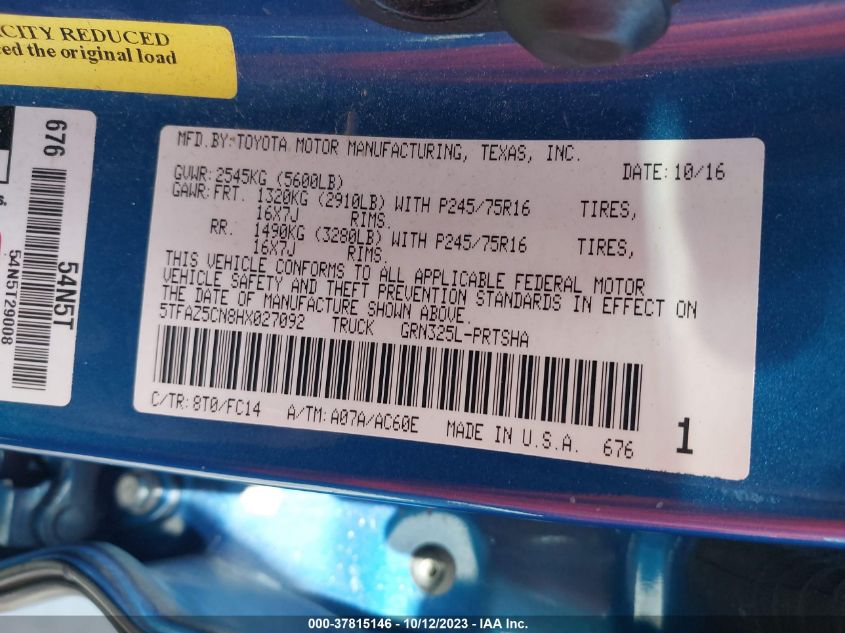 CITY REDUCED
ced the original load
676
s.
54N5T
54N5T29008
MFD.BY:TOYOTA MOTOR MANUFACTURING, TEXAS, INC.
DATE:10/16
GVWR:2545KG (5600LB)
GAWR:FRT. 1320KG (2910LB) WITH P245/75R16 TIRES,
16X7J RIMS.
RR. 1490KG (3280LB) WITH P245/75R16 TIRES,
16X7J RIMS.
THIS VEHICLE CONFORMS TO ALL APPLICABLE FEDERAL MOTOR
VEHICLE SAFETY AND THEFT PREVENTION STANDARDS IN EFFECT ON
THE DATE OF MANUFACTURE SHOWN ABOVE.
5TFAZ5CN8HX027092 TRUCK GRN325L-PRTSHA
C/TR:8T0/FC14 A/TM:A07A/AC60E MADE IN U.S.A. 676 1
000-37815146 - 10/12/2023 - IAA Inc.